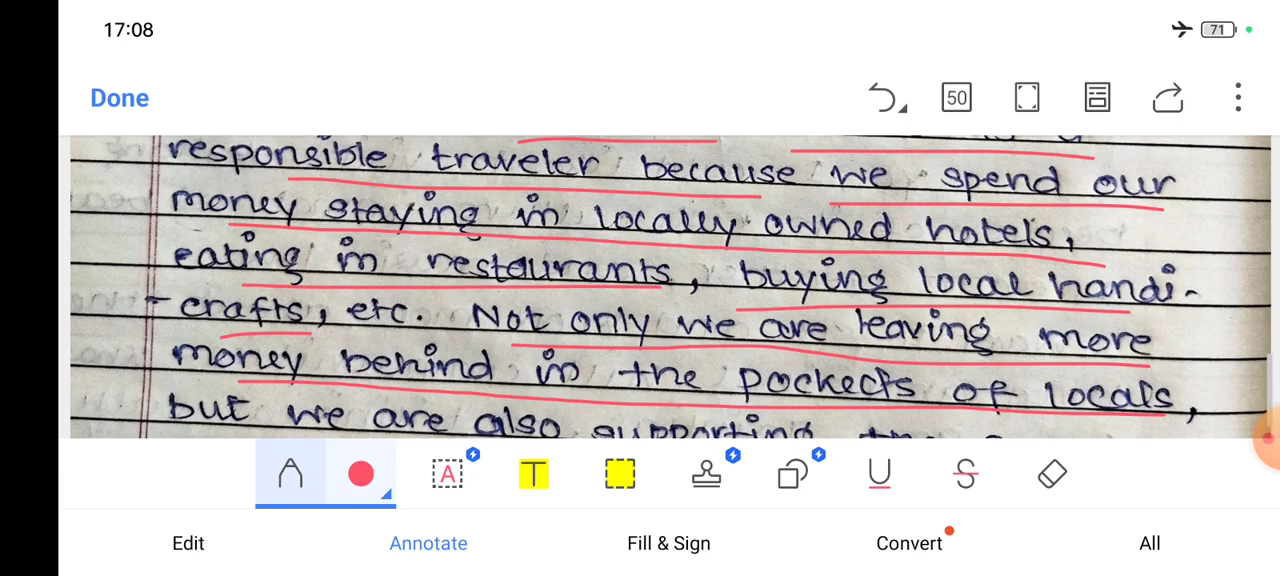 17:08
71
Done
50
responsible traveler because we spend our
money staying in locally owned hotels,
eating in restaurants, buying local handi-
-crafts, etc. Not only we are leaving more
money behind in the pockects of locals,
but we are also supporting
A
T
U
S
Edit
Annotate
Fill & Sign
Convert
All